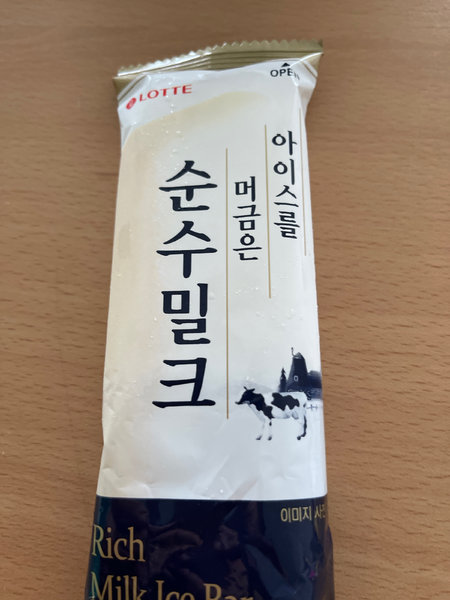 OPEN
LOTTE
아이스를
머금은
순수밀크
이미지 사진
Rich
Milk Ice Bar